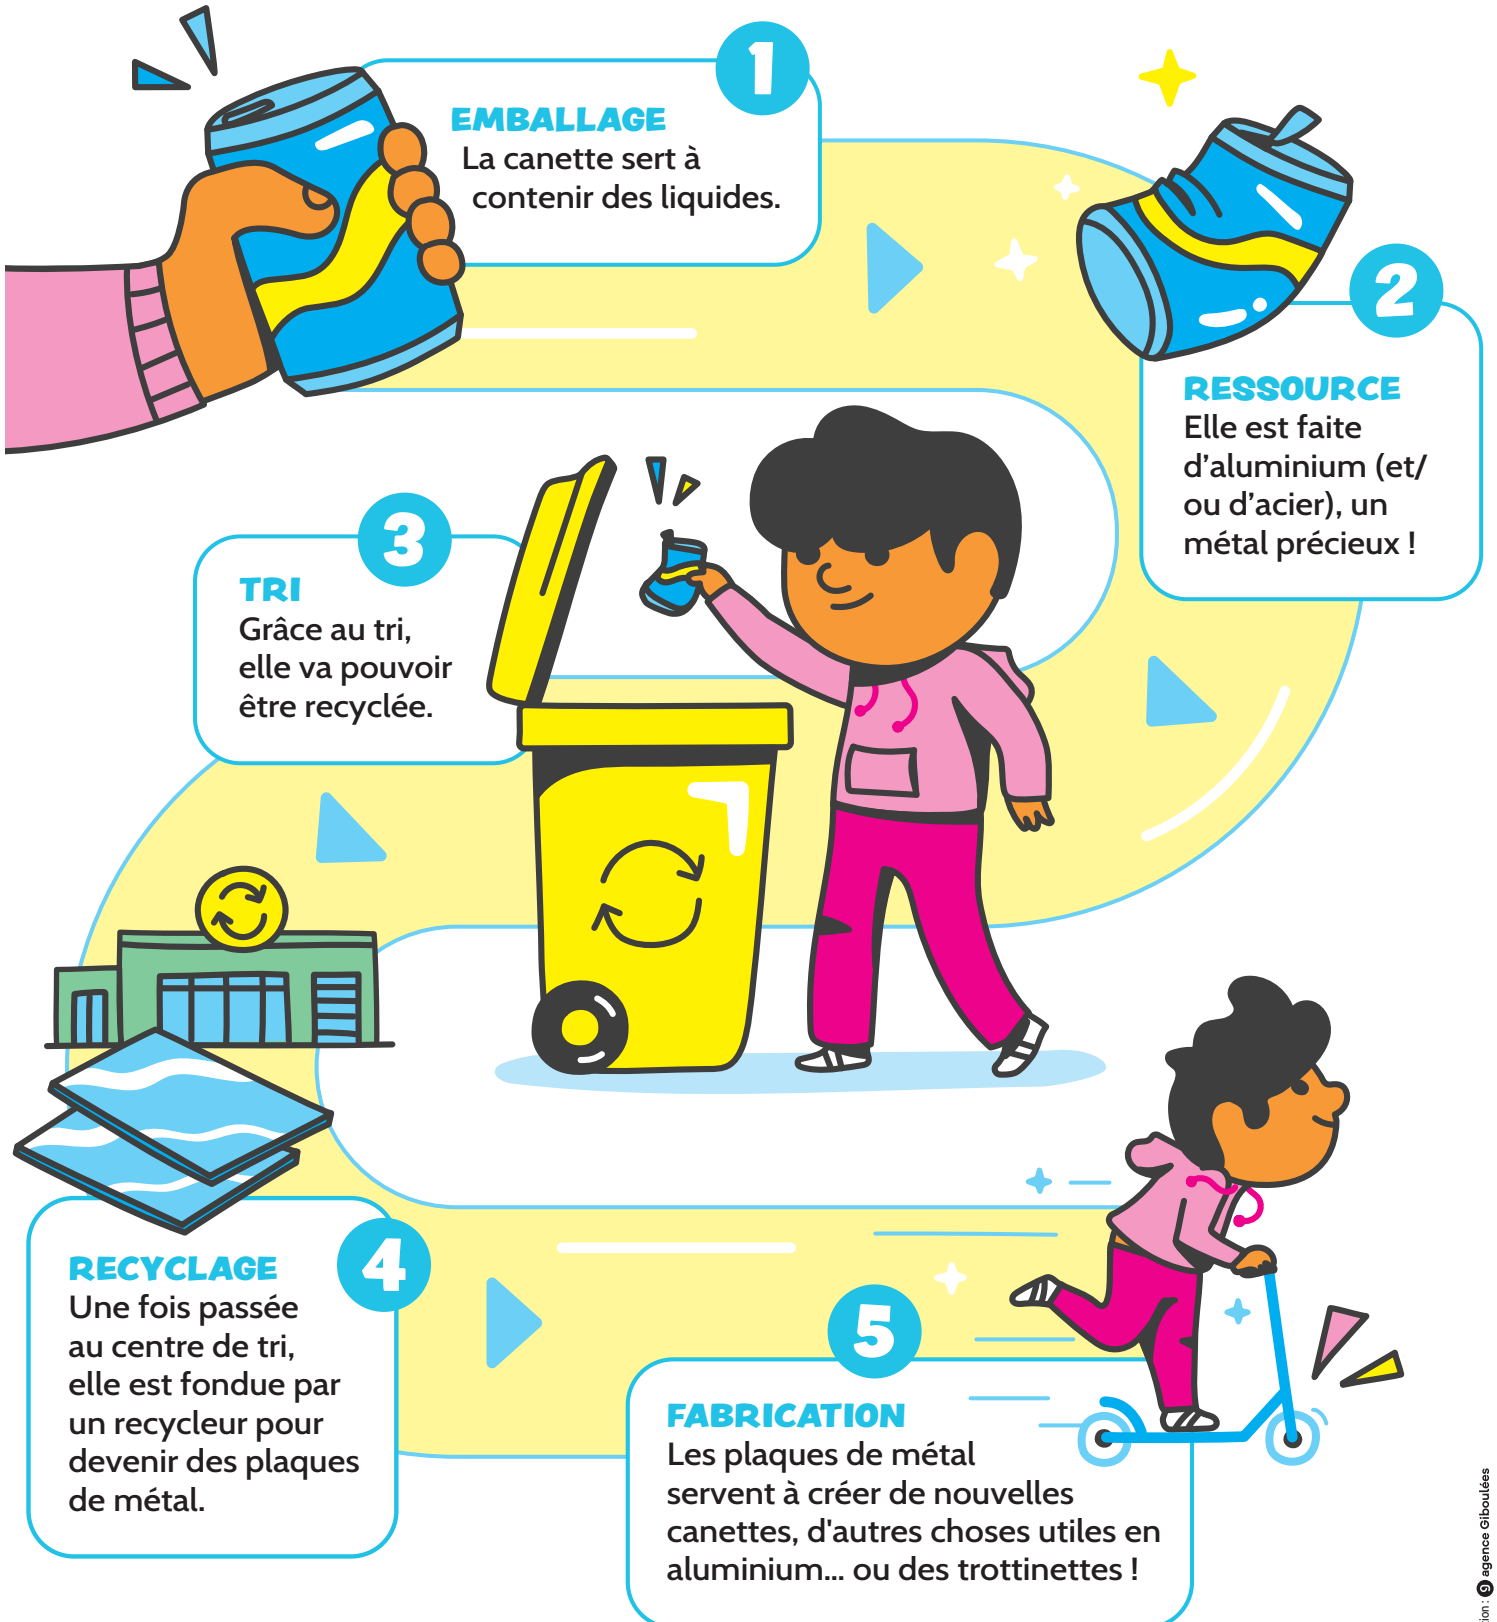 1
EMBALLAGE
La canette sert à
contenir des liquides.
2
RESSOURCE
Elle est faite
d’aluminium (et/
ou d’acier), un
métal précieux !
3
TRI
Grâce au tri,
elle va pouvoir
être recyclée.
4
RECYCLAGE
Une fois passée
au centre de tri,
elle est fondue par
un recycleur pour
devenir des plaques
de métal.
5
FABRICATION
Les plaques de métal
servent à créer de nouvelles
canettes, d'autres choses utiles en
aluminium... ou des trottinettes !
agence Giboulées